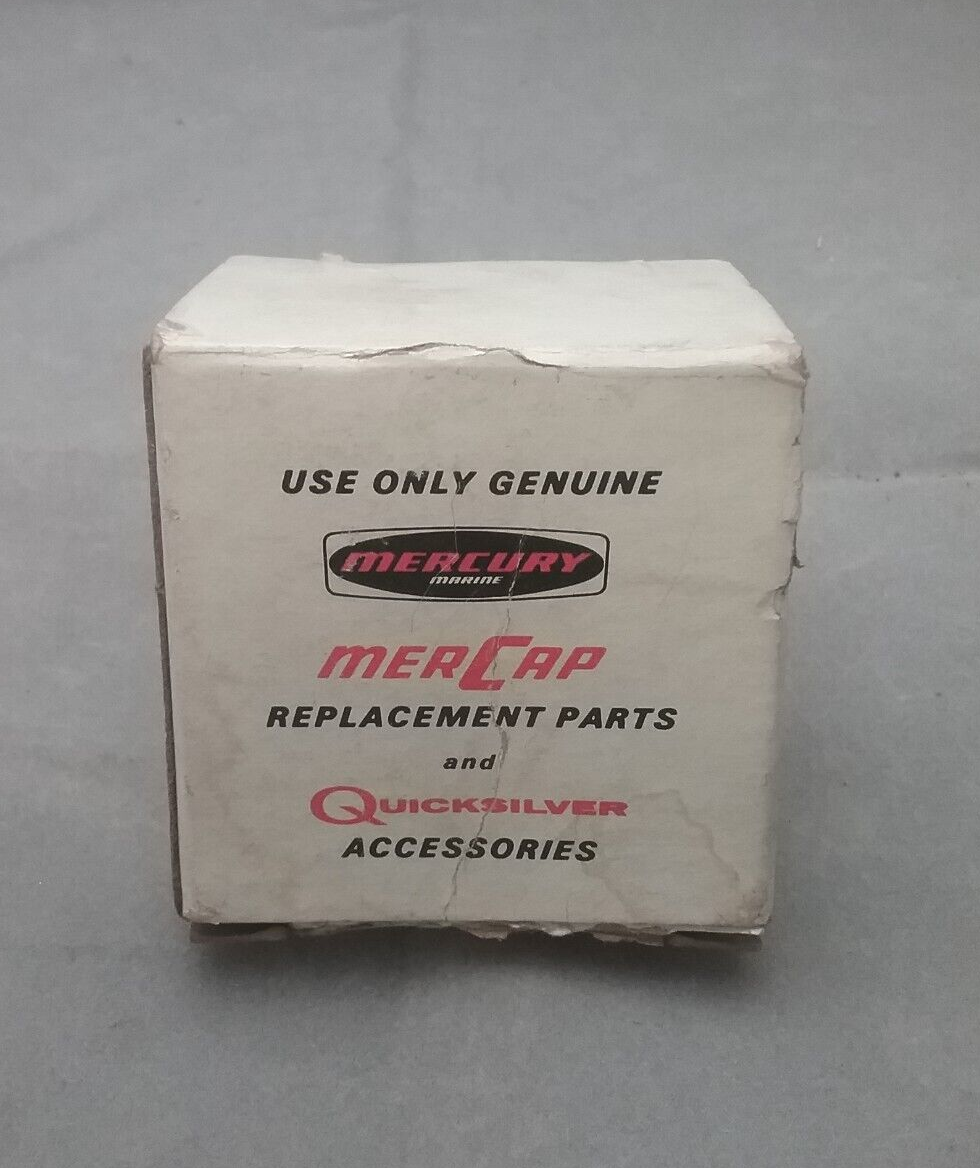 USE ONLY GENUINE
MERCURY
MARINE
MERCAP
REPLACEMENT PARTS
and
QUICKSILVER
ACCESSORIES